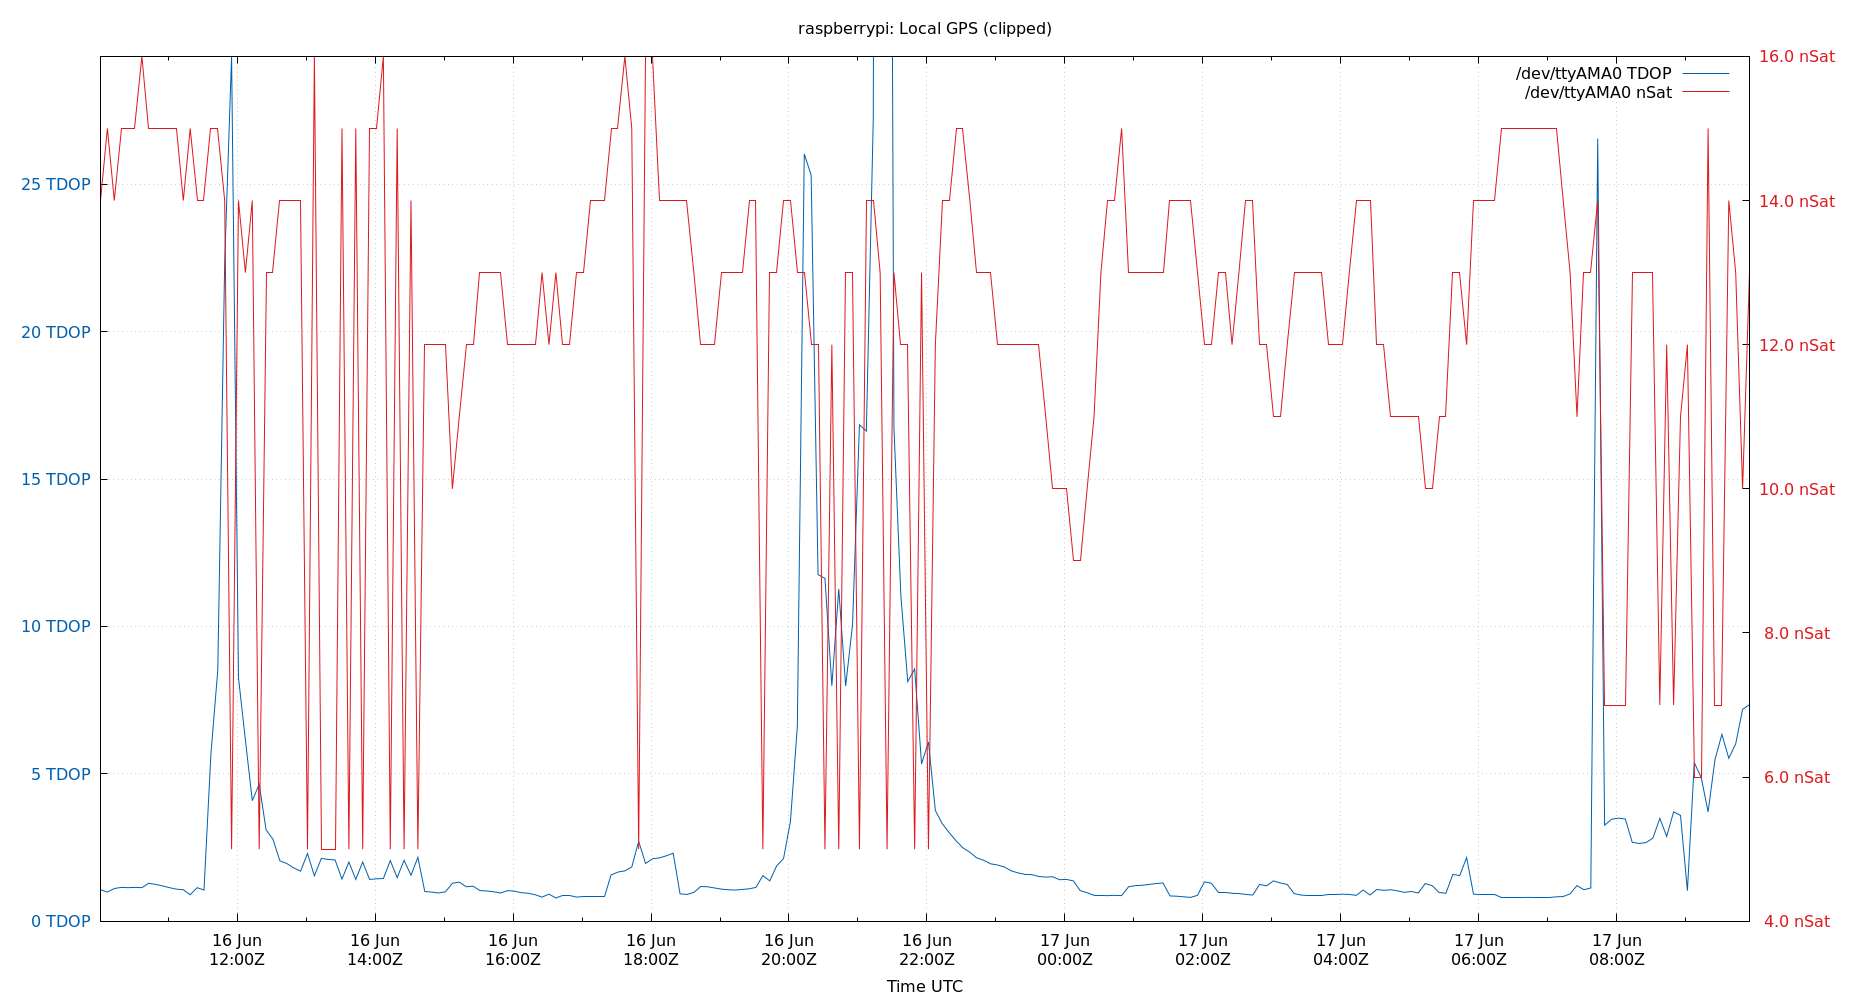 raspberrypi: Local GPS (clipped)
16.0 nSat
/dev/ttyAMA0 TDOP
/dev/ttyAMA0 nSat
25 TDOP
14.0 nSat
20 TDOP
12.0 nSat
15 TDOP
10.0 nSat
10 TDOP
8.0 nSat
5 TDOP
6.0 nSat
0 TDOP
4.0 nSat
16 Jun 16 Jun 16 Jun 16 Jun 16 Jun 16 Jun 17 Jun 17 Jun 17 Jun 17 Jun 17 Jun
12:00Z 14:00Z 16:00Z 18:00Z 20:00Z 22:00Z 00:00Z 02:00Z 04:00Z 06:00Z 08:00Z
Time UTC